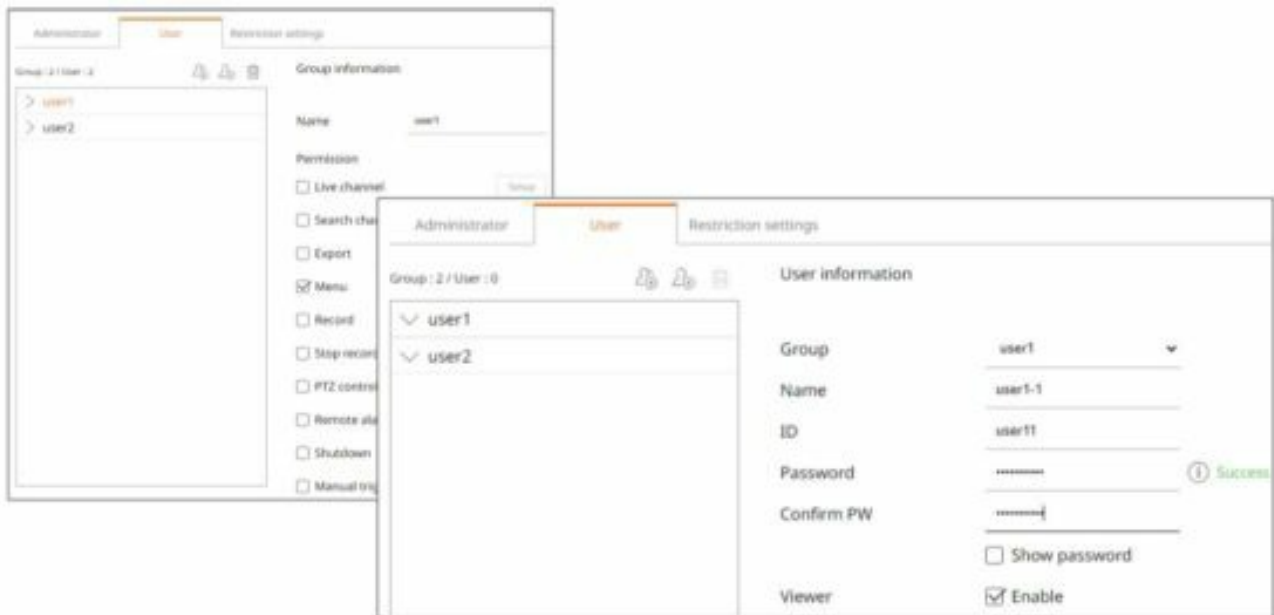 Administrator User Restriction settings
Group : 2 / User : 2
Group information
user1
user2
Name user1
Permission
Live channel Setup
Search cha
Export
Menu
Record
Stop record
PTZ control
Remote ala
Shutdown
Manual trig
Administrator User Restriction settings
Group : 2 / User : 0
User information
user1
user2
Group user1
Name user1-1
ID user11
Password Success
Confirm PW
Show password
Viewer Enable